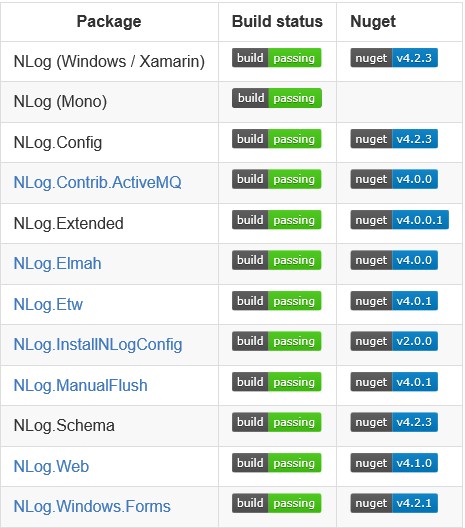 Package Build status Nuget
NLog (Windows / Xamarin) build passing nuget v4.2.3
NLog (Mono) build passing
NLog.Config build passing nuget v4.2.3
NLog.Contrib.ActiveMQ build passing nuget v4.0.0
NLog.Extended build passing nuget v4.0.0.1
NLog.Elmah build passing nuget v4.0.0
NLog.Etw build passing nuget v4.0.1
NLog.InstallNLogConfig build passing nuget v2.0.0
NLog.ManualFlush build passing nuget v4.0.1
NLog.Schema build passing nuget v4.2.3
NLog.Web build passing nuget v4.1.0
NLog.Windows.Forms build passing nuget v4.2.1